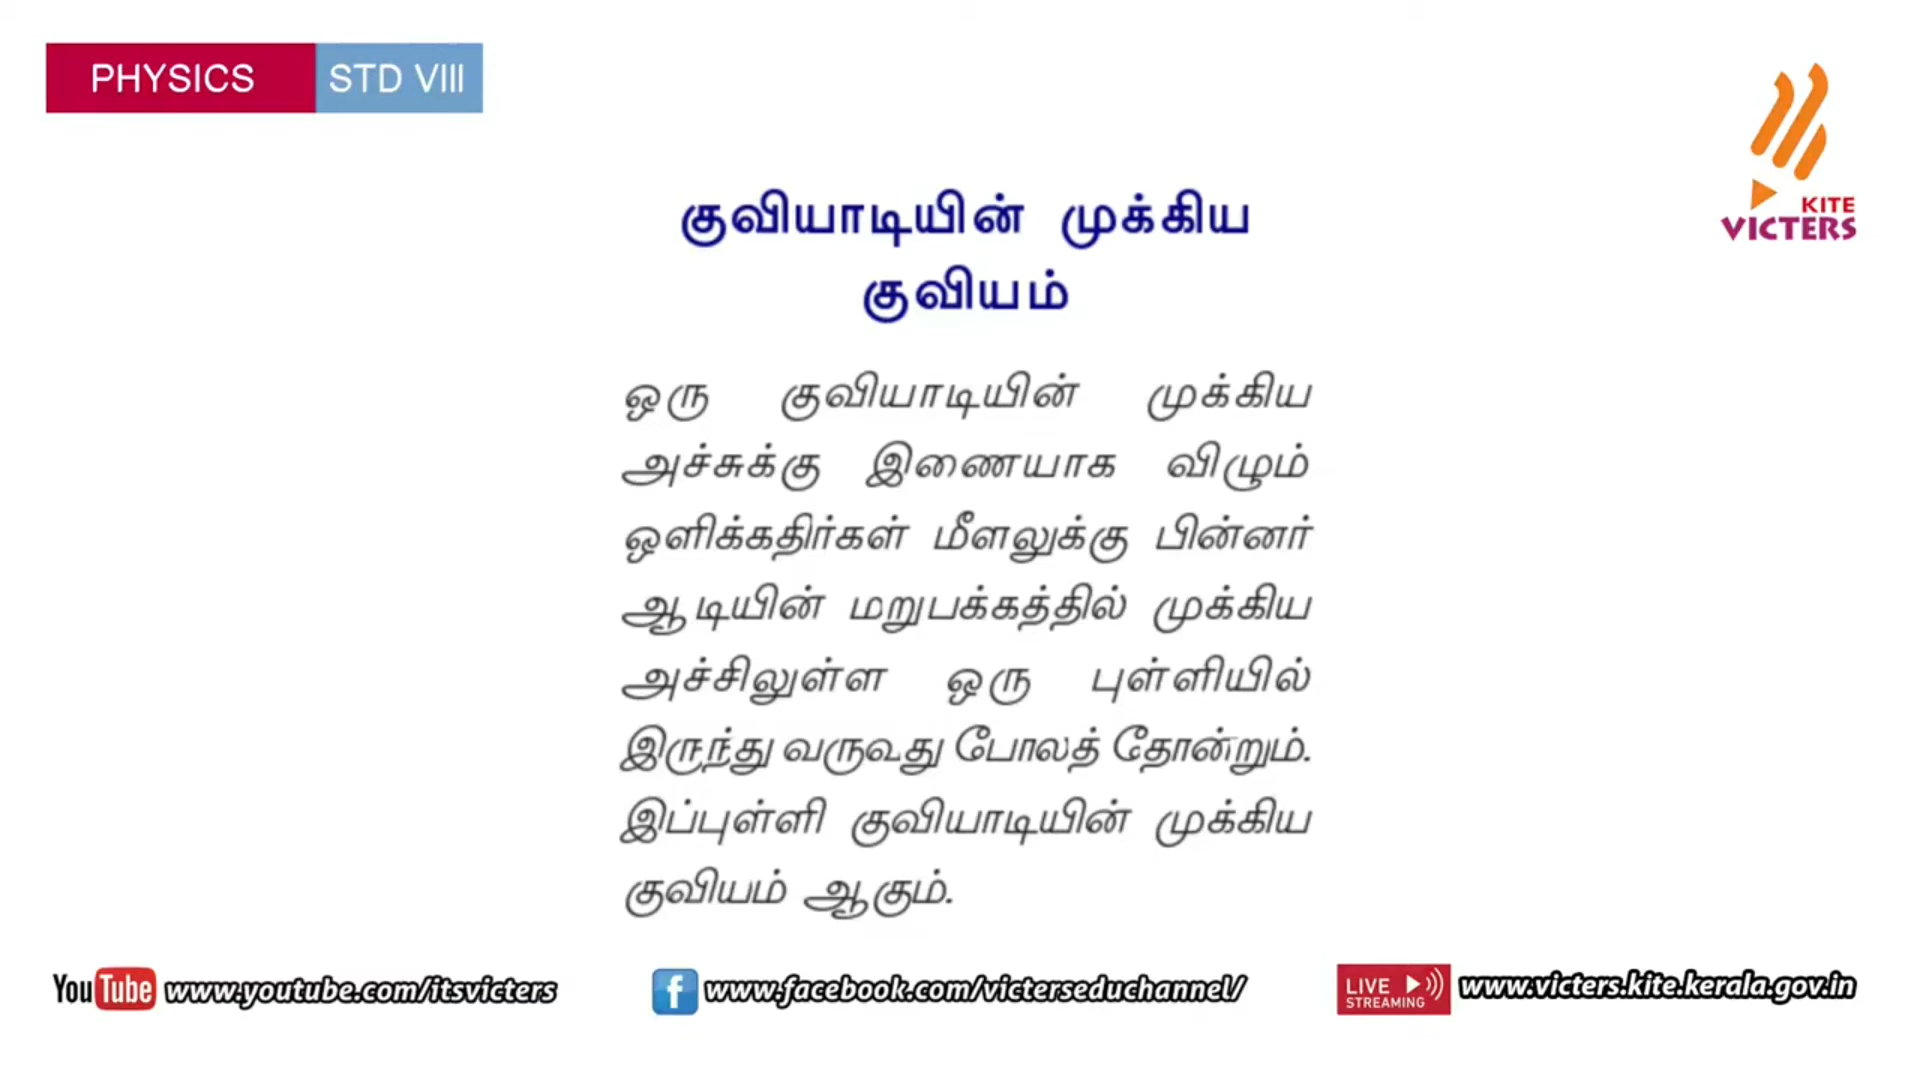 PHYSICS STD VIII
KITE
VICTERS
குவியாடியின் முக்கிய
குவியம்
ஒரு குவியாடியின் முக்கிய
அச்சுக்கு இணையாக விழும்
ஒளிக்கதிர்கள் மீளலுக்கு பின்னர்
ஆடியின் மறுபக்கத்தில் முக்கிய
அச்சிலுள்ள ஒரு புள்ளியில்
இருந்து வருவது போலத் தோன்றும்.
இப்புள்ளி குவியாடியின் முக்கிய
குவியம் ஆகும்.
YouTube www.youtube.com/itsvicters
f www.facebook.com/victerseduchannel/
LIVE
STREAMING
www.victers.kite.kerala.gov.in